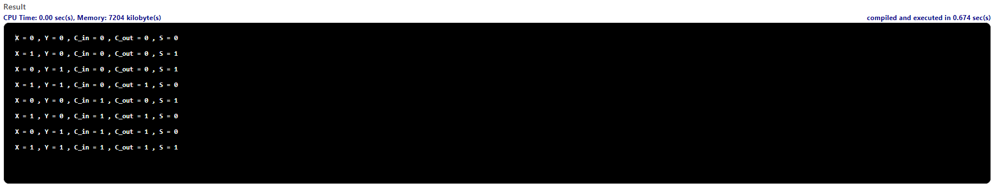 Result
CPU Time: 0.00 sec(s), Memory: 7204 kilobyte(s)
compiled and executed in 0.674 sec(s)
X = 0 , Y = 0 , C_in = 0 , C_out = 0 , S = 0
X = 1 , Y = 0 , C_in = 0 , C_out = 0 , S = 1
X = 0 , Y = 1 , C_in = 0 , C_out = 0 , S = 1
X = 1 , Y = 1 , C_in = 0 , C_out = 1 , S = 0
X = 0 , Y = 0 , C_in = 1 , C_out = 0 , S = 1
X = 1 , Y = 0 , C_in = 1 , C_out = 1 , S = 0
X = 0 , Y = 1 , C_in = 1 , C_out = 1 , S = 0
X = 1 , Y = 1 , C_in = 1 , C_out = 1 , S = 1